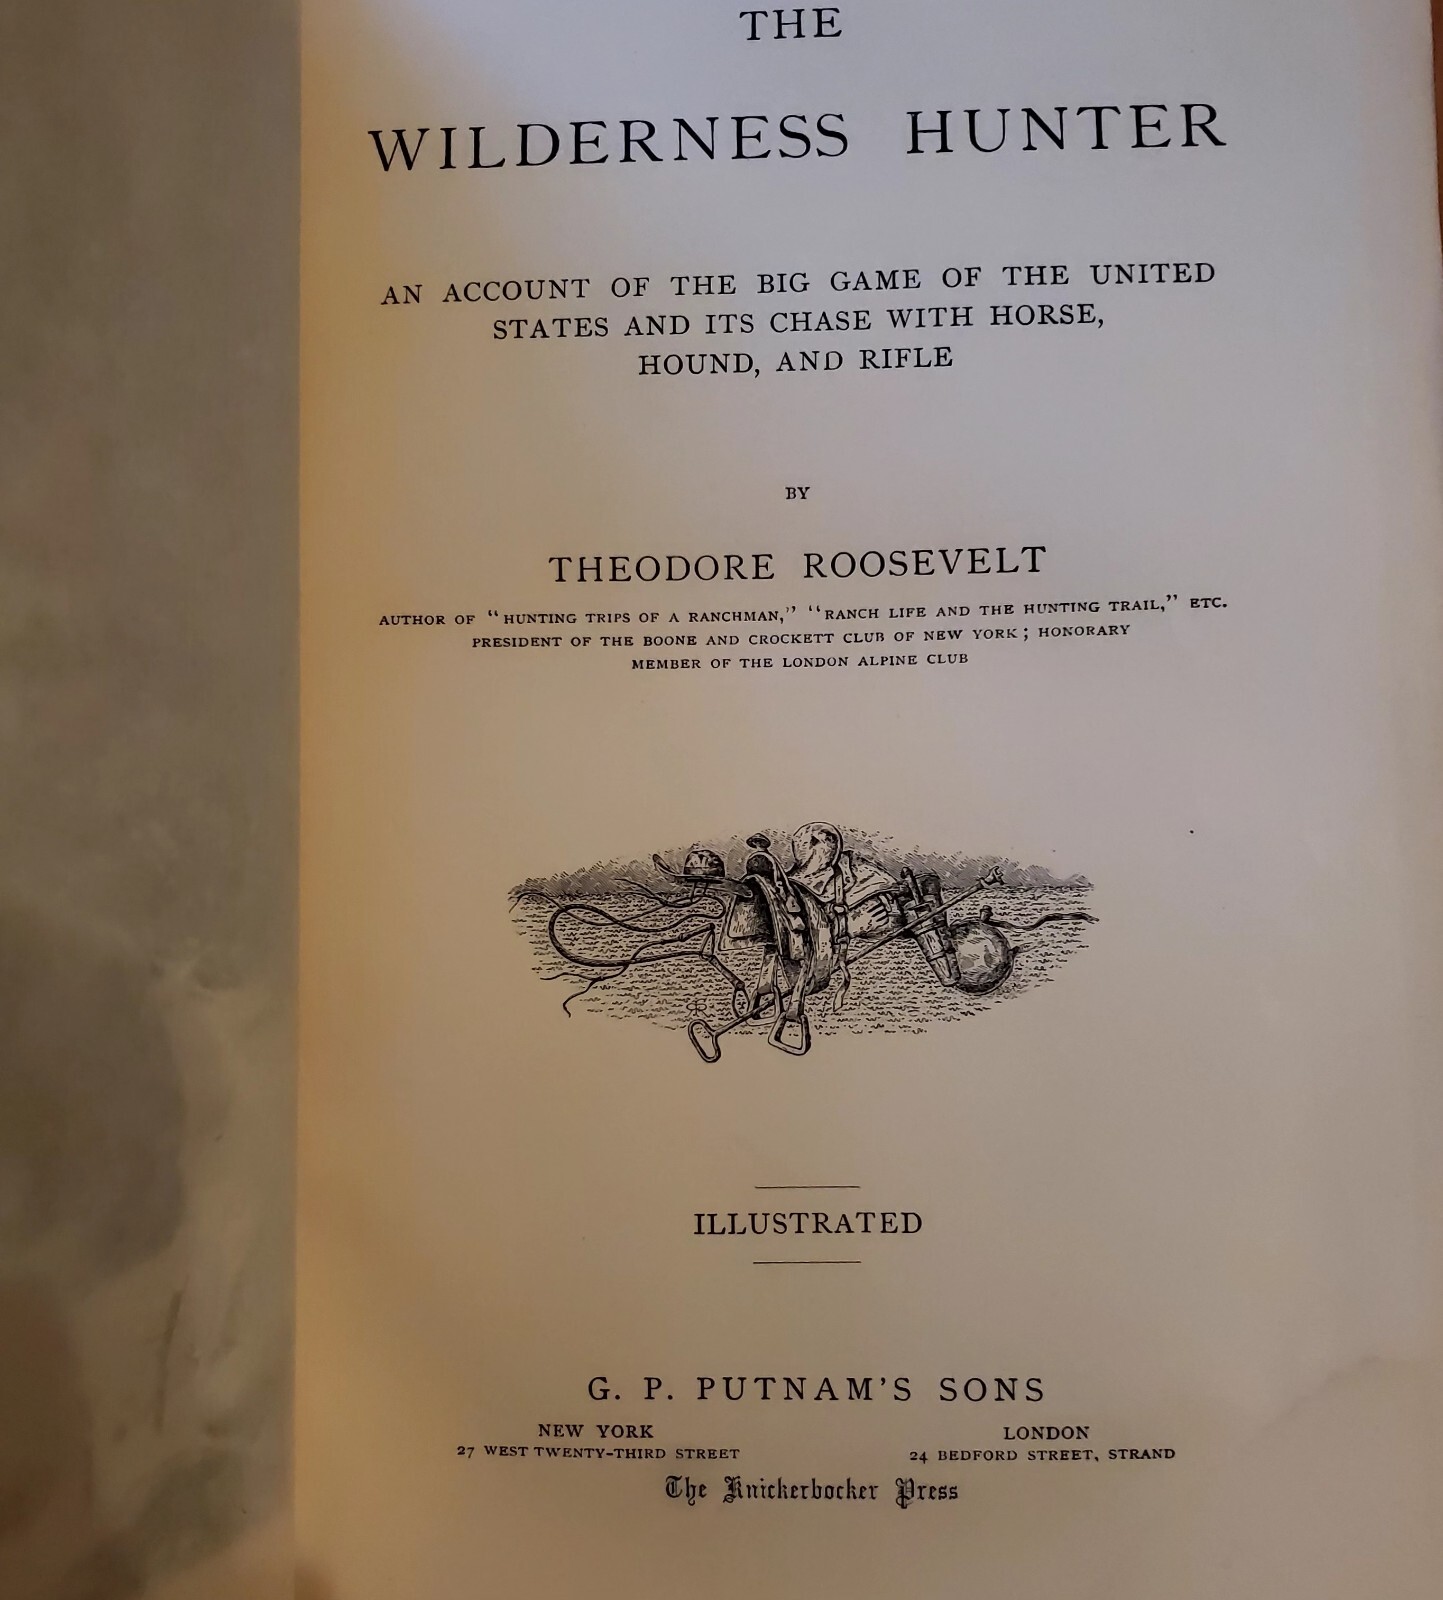 THE
WILDERNESS HUNTER
AN ACCOUNT OF THE BIG GAME OF THE UNITED
STATES AND ITS CHASE WITH HORSE,
HOUND, AND RIFLE
BY
THEODORE ROOSEVELT
AUTHOR OF "HUNTING TRIPS OF A RANCHMAN," "RANCH LIFE AND THE HUNTING TRAIL," ETC.
PRESIDENT OF THE BOONE AND CROCKETT CLUB OF NEW YORK; HONORARY
MEMBER OF THE LONDON ALPINE CLUB
ILLUSTRATED
G. P. PUTNAM'S SONS
NEW YORK LONDON
27 WEST TWENTY-THIRD STREET 24 BEDFORD STREET, STRAND
The Knickerbocker Press